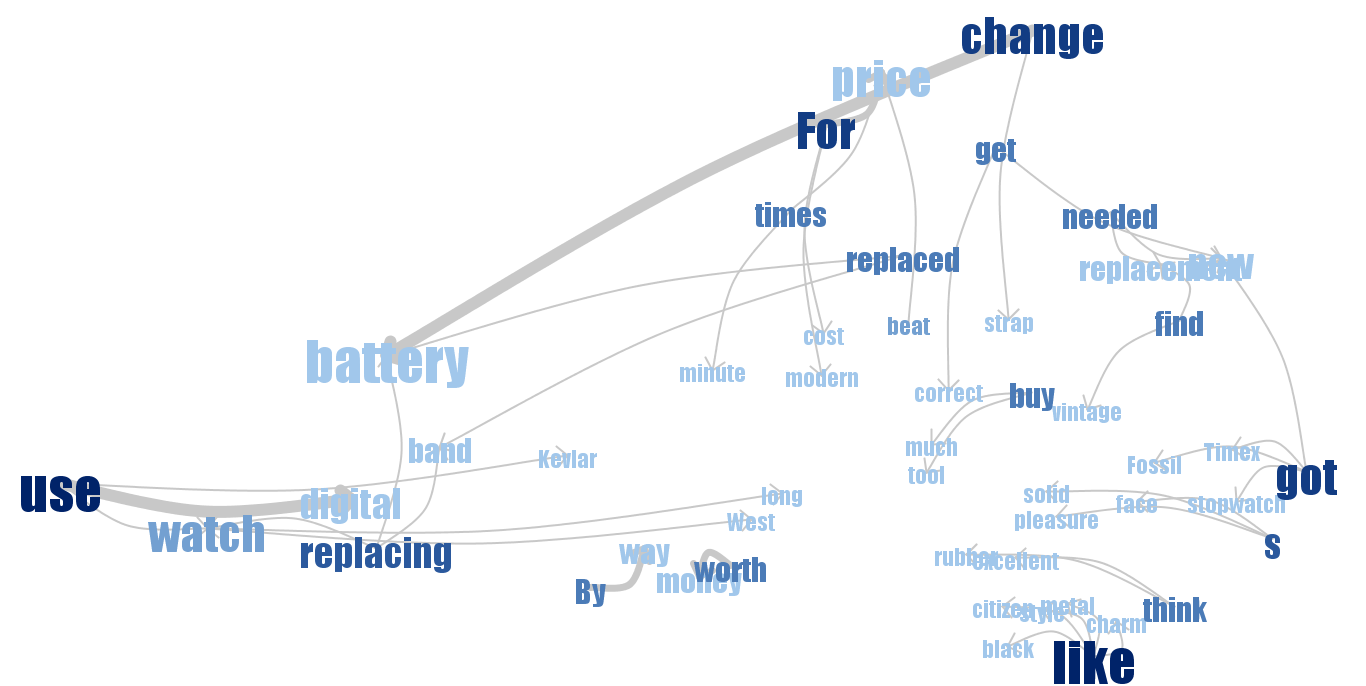 change
price
For
get
times
needed
replaced
replacement
new
find
beat
strap
cost
battery
minute
modern
correct
buy
vintage
band
much
Kevlar
Timex
Fossil
tool
got
use
digital
long
solid
face
stopwatch
West
pleasure
watch
replacing
s
way
worth
money
By
rubber
excellent
citizen
style
metal
think
charm
black
like